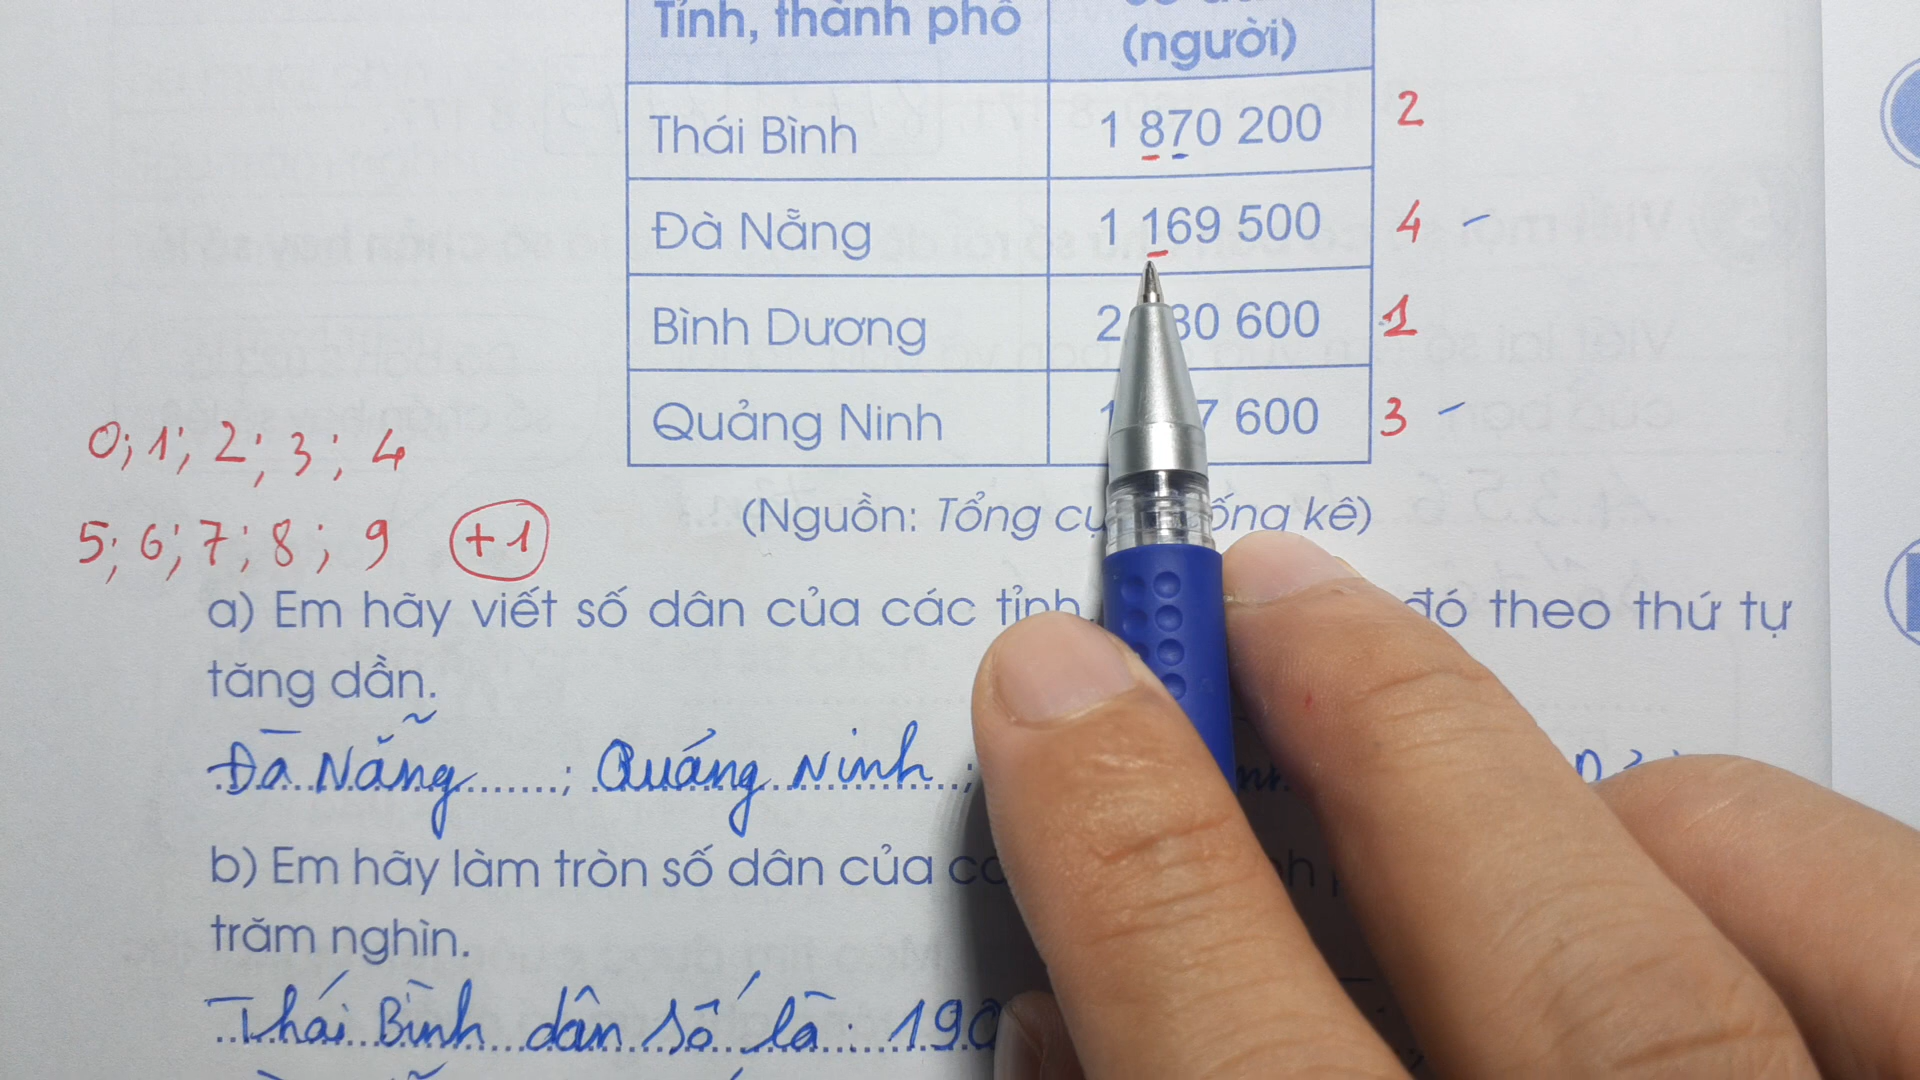 Tỉnh, thành phố
(người)
Thái Bình 1 870 200 2
Đà Nẵng 1 169 500 4 -
Bình Dương 2 600 1
Quảng Ninh 600 3 -
0; 1; 2; 3; 4
5; 6; 7; 8; 9 +1
(Nguồn: Tổng kê)
a) Em hãy viết số dân của các tỉnh, đó theo thứ tự
tăng dần.
Đà Nẵng ; Quảng Ninh ;
b) Em hãy làm tròn số dân của
trăm nghìn.
Thái Bình dân số là: 190